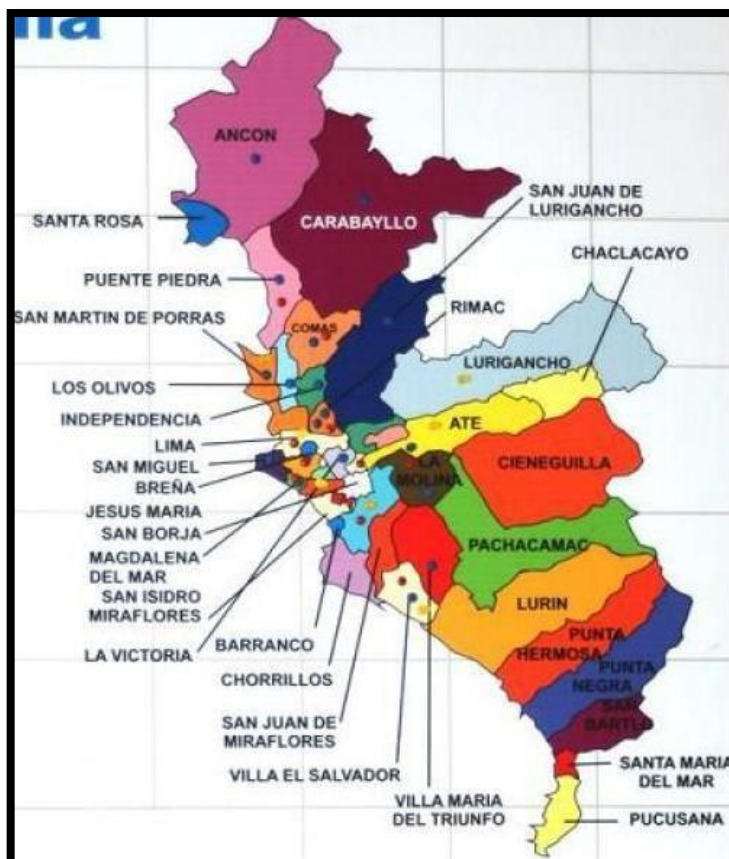 ANCON
SANTA ROSA
CARABAYLLO
SAN JUAN DE
LURIGANCHO
CHACLACAYO
PUENTE PIEDRA
RIMAC
SAN MARTIN DE PORRAS
COMAS
LURIGANCHO
LOS OLIVOS
INDEPENDENCIA
ATE
LIMA
SAN MIGUEL
LA
MOLINA
CIENEGUILLA
BREÑA
JESUS MARIA
SAN BORJA
PACHACAMAC
MAGDALENA
DEL MAR
SAN ISIDRO
MIRAFLORES
LURIN
LA VICTORIA
BARRANCO
CHORRILLOS
PUNTA
HERMOSA
PUNTA
NEGRA
SAN
BARTLO
SAN JUAN DE
MIRAFLORES
VILLA EL SALVADOR
VILLA MARIA
DEL TRIUNFO
SANTA MARIA
DEL MAR
PUCUSANA